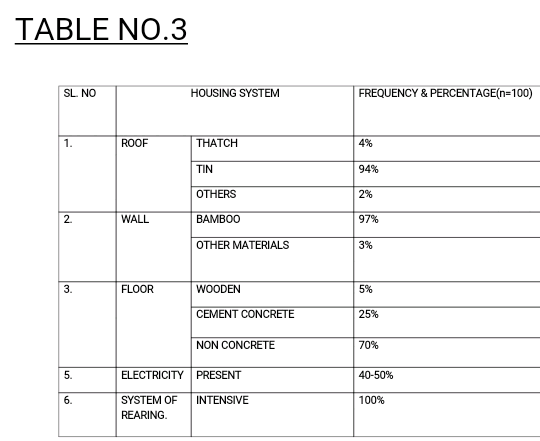 TABLE NO.3
SL. NO HOUSING SYSTEM FREQUENCY & PERCENTAGE(n=100)
1. ROOF THATCH 4%
TIN 94%
OTHERS 2%
2. WALL BAMBOO 97%
OTHER MATERIALS 3%
3. FLOOR WOODEN 5%
CEMENT CONCRETE 25%
NON CONCRETE 70%
5. ELECTRICITY PRESENT 40-50%
6. SYSTEM OF INTENSIVE 100%
REARING.